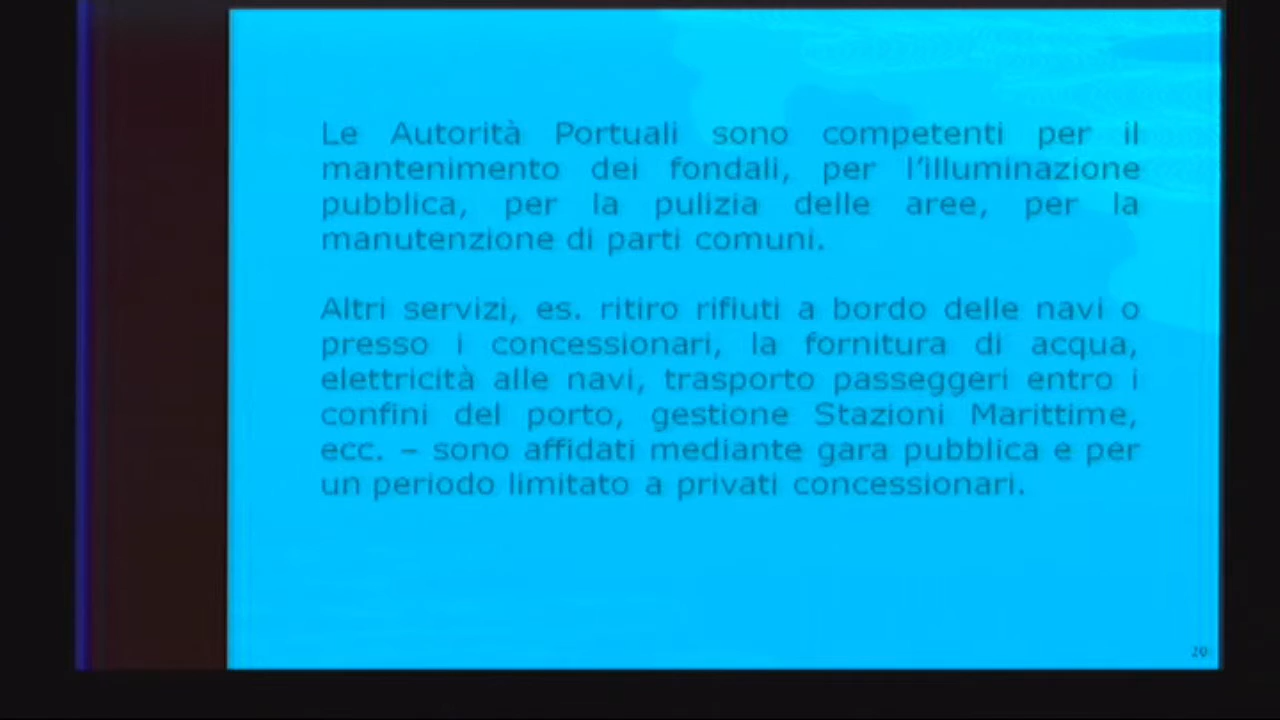 Le Autorità Portuali sono competenti per il
mantenimento dei fondali, per l'illuminazione
pubblica, per la pulizia delle aree, per la
manutenzione di parti comuni.
Altri servizi, es. ritiro rifiuti a bordo delle navi o
presso i concessionari, la fornitura di acqua,
elettricità alle navi, trasporto passeggeri entro i
confini del porto, gestione Stazioni Marittime,
ecc. – sono affidati mediante gara pubblica e per
un periodo limitato a privati concessionari.
20